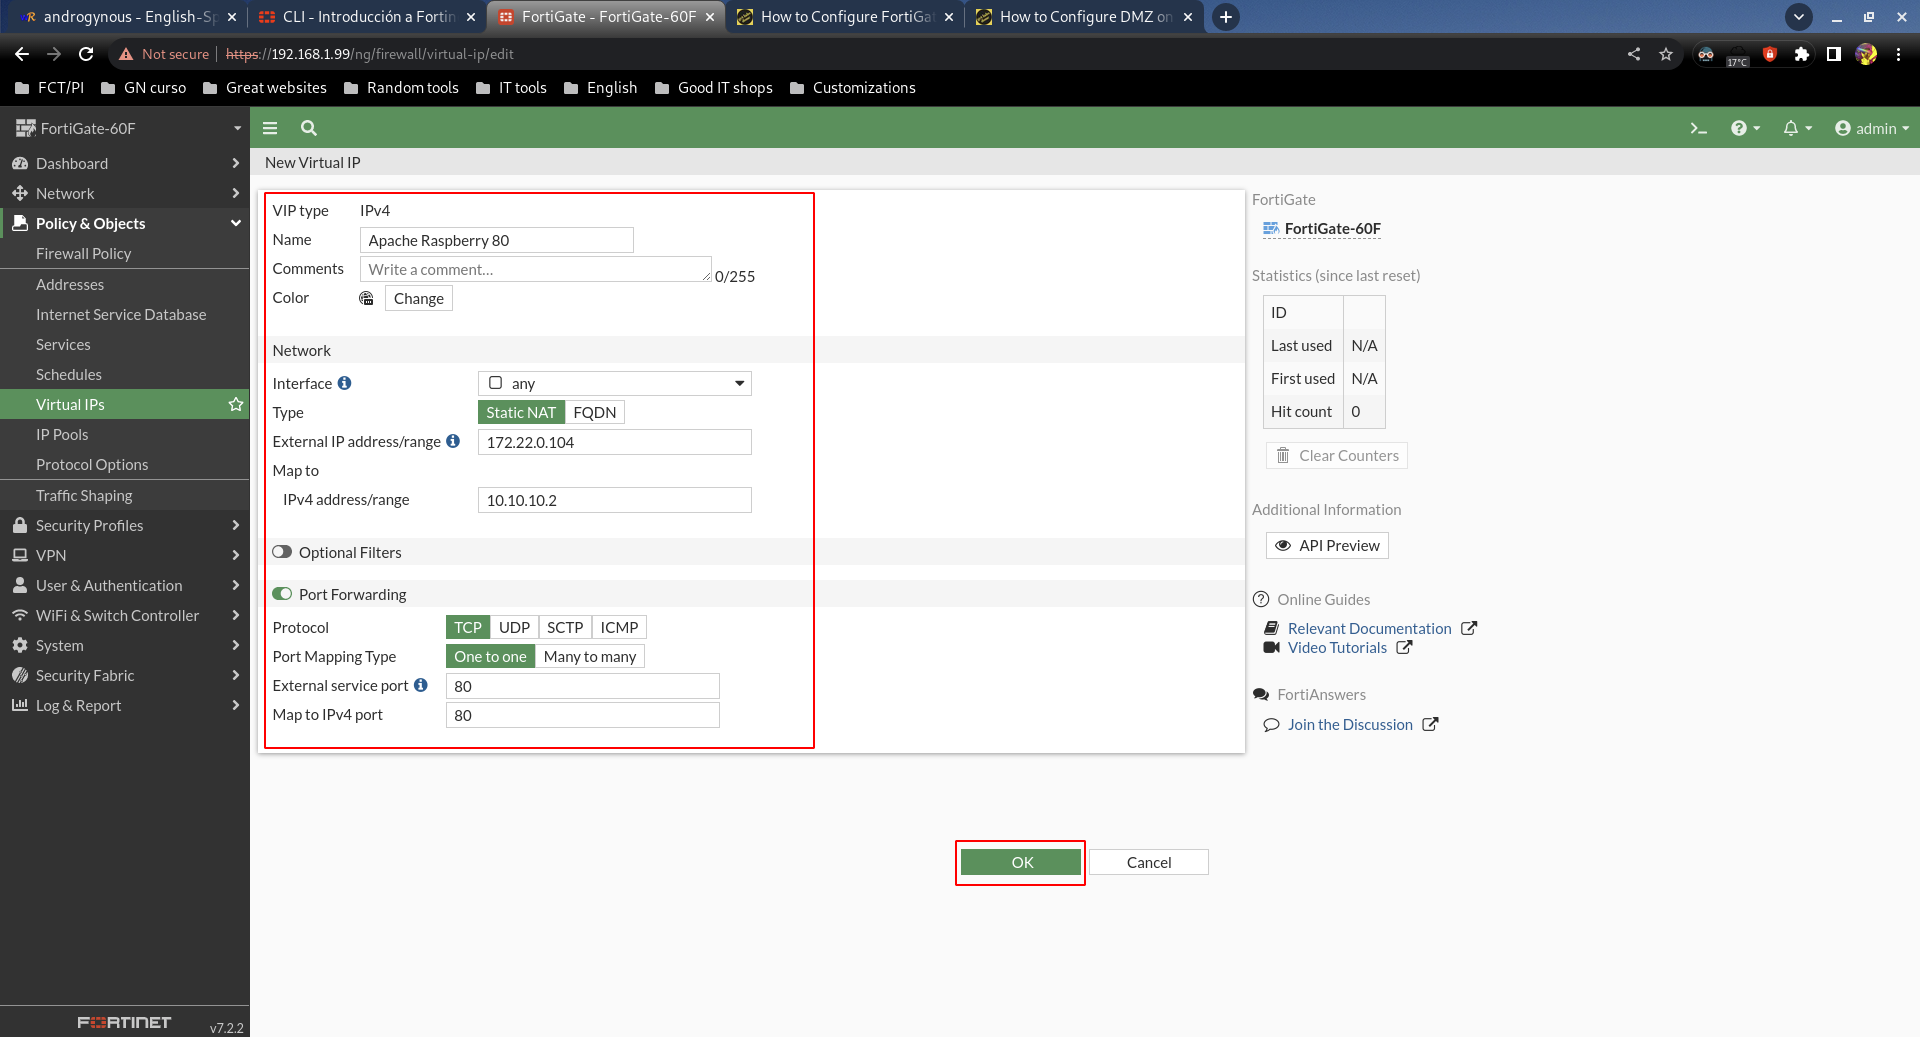 androgynous - English-Sp
CLI - Introducción a Fortin
FortiGate - FortiGate-60F
How to Configure FortiGa
How to Configure DMZ on
Not secure
https://192.168.1.99/ng/firewall/virtual-ip/edit
17°C
FCT/PI
GN curso
Great websites
Random tools
IT tools
English
Good IT shops
Customizations
FortiGate-60F
admin
Dashboard
Network
Policy & Objects
Firewall Policy
Addresses
Internet Service Database
Services
Schedules
Virtual IPs
IP Pools
Protocol Options
Traffic Shaping
Security Profiles
VPN
User & Authentication
WiFi & Switch Controller
System
Security Fabric
Log & Report
FORTINET
v7.2.2
New Virtual IP
VIP type IPv4
Name Apache Raspberry 80
Comments Write a comment... 0/255
Color Change
Network
Interface any
Type Static NAT FQDN
External IP address/range 172.22.0.104
Map to
IPv4 address/range 10.10.10.2
Optional Filters
Port Forwarding
Protocol TCP UDP SCTP ICMP
Port Mapping Type One to one Many to many
External service port 80
Map to IPv4 port 80
OK Cancel
FortiGate
FortiGate-60F
Statistics (since last reset)
ID
Last used N/A
First used N/A
Hit count 0
Clear Counters
Additional Information
API Preview
Online Guides
Relevant Documentation
Video Tutorials
FortiAnswers
Join the Discussion